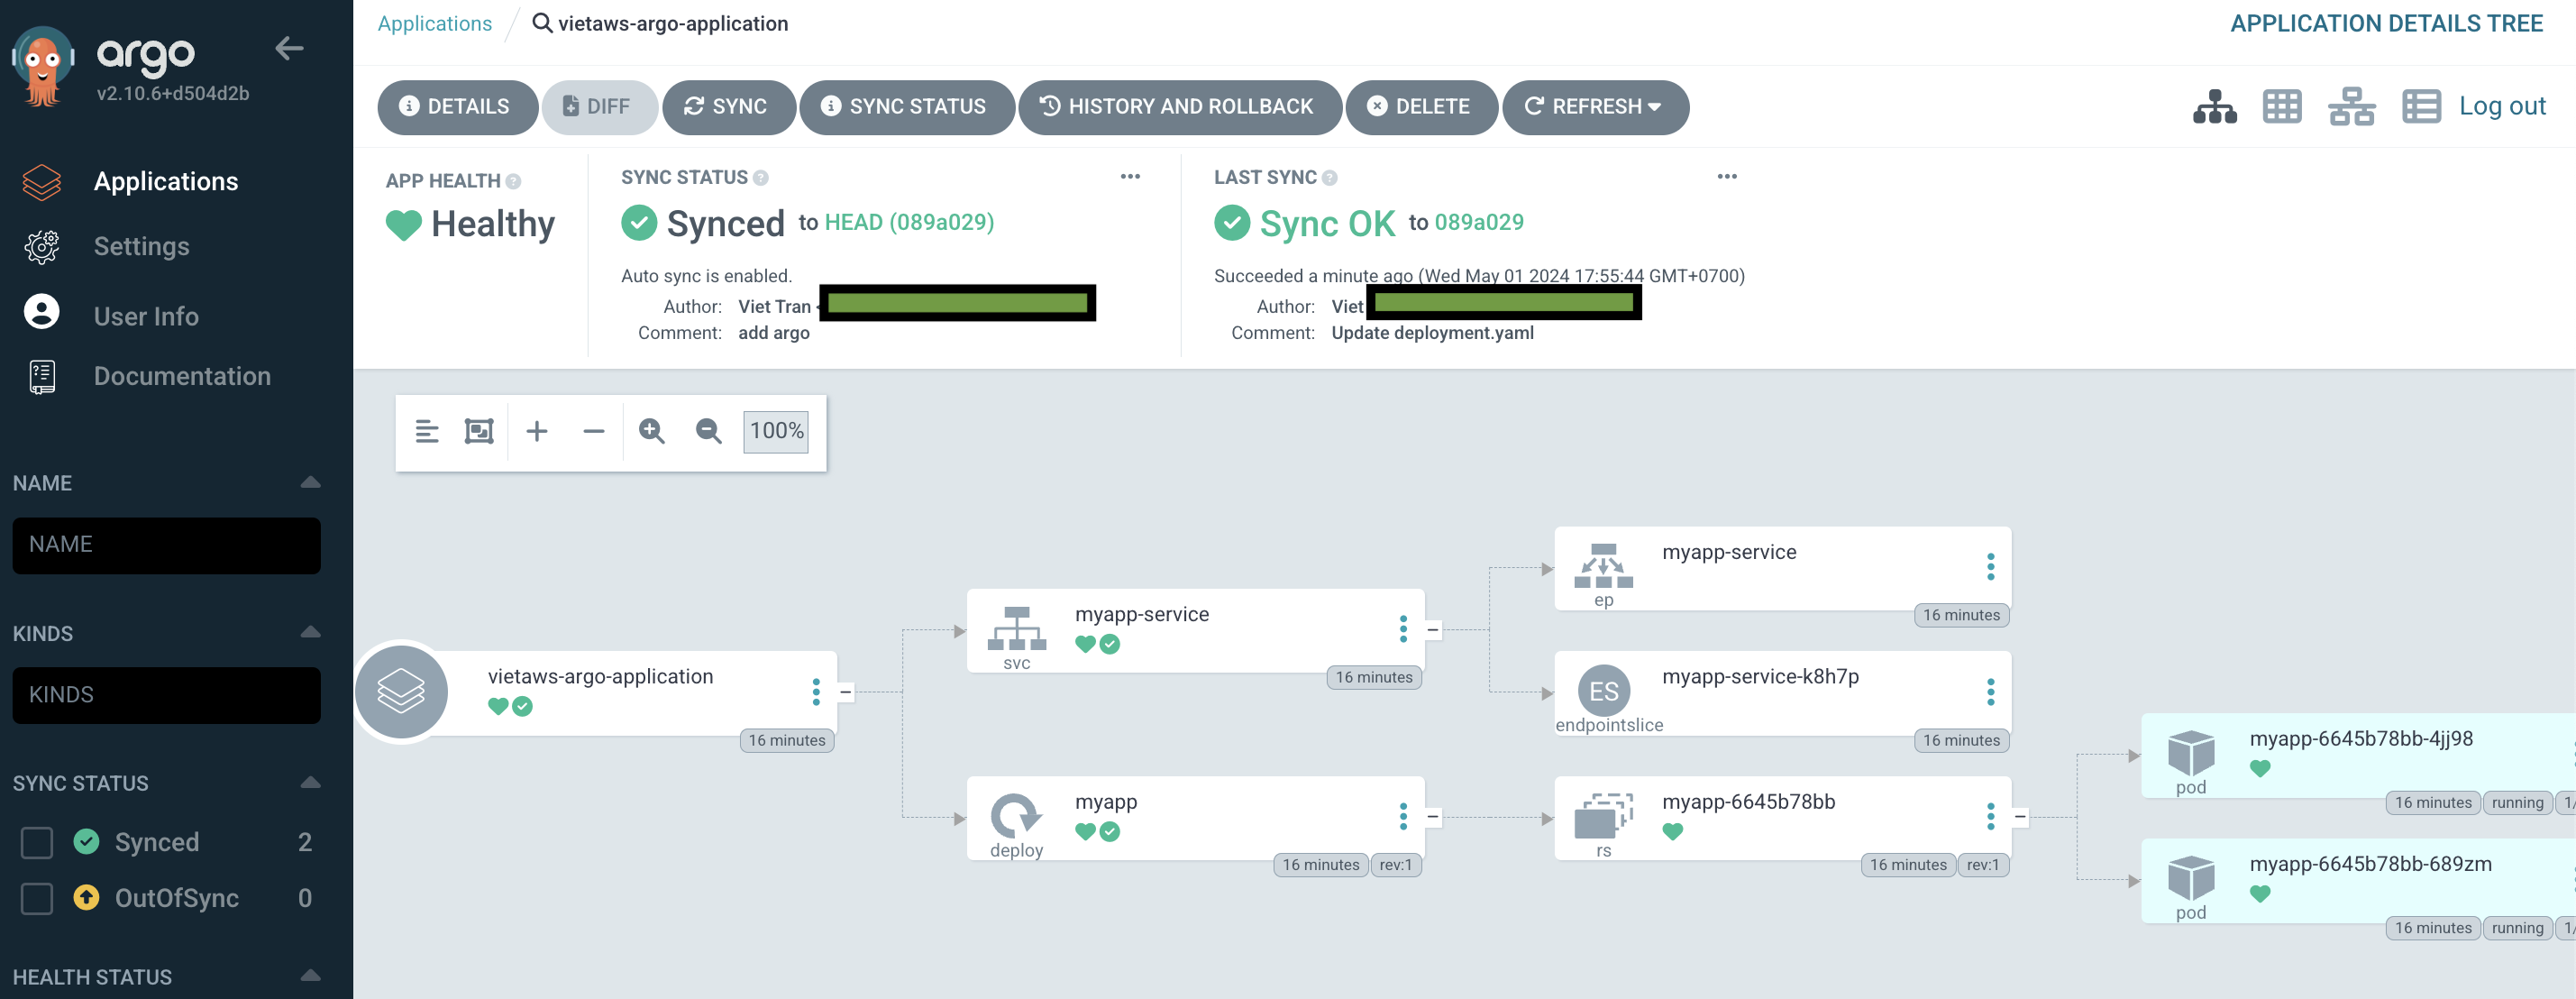 argo
v2.10.6+d504d2b
Applications
Settings
User Info
Documentation
NAME
NAME
KINDS
KINDS
SYNC STATUS
Synced 2
OutOfSync 0
HEALTH STATUS
Applications / vietaws-argo-application
APPLICATION DETAILS TREE
DETAILS DIFF SYNC SYNC STATUS HISTORY AND ROLLBACK DELETE REFRESH
Log out
APP HEALTH
Healthy
SYNC STATUS
Synced to HEAD (089a029)
Auto sync is enabled.
Author: Viet Tran
Comment: add argo
LAST SYNC
Sync OK to 089a029
Succeeded a minute ago (Wed May 01 2024 17:55:44 GMT+0700)
Author: Viet
Comment: Update deployment.yaml
100%
vietaws-argo-application
16 minutes
myapp-service
svc
16 minutes
myapp
deploy
16 minutes rev:1
myapp-service
ep
16 minutes
ES
myapp-service-k8h7p
endpointslice
16 minutes
myapp-6645b78bb
rs
16 minutes rev:1
myapp-6645b78bb-4jj98
pod
16 minutes running 1/
myapp-6645b78bb-689zm
pod
16 minutes running 1/